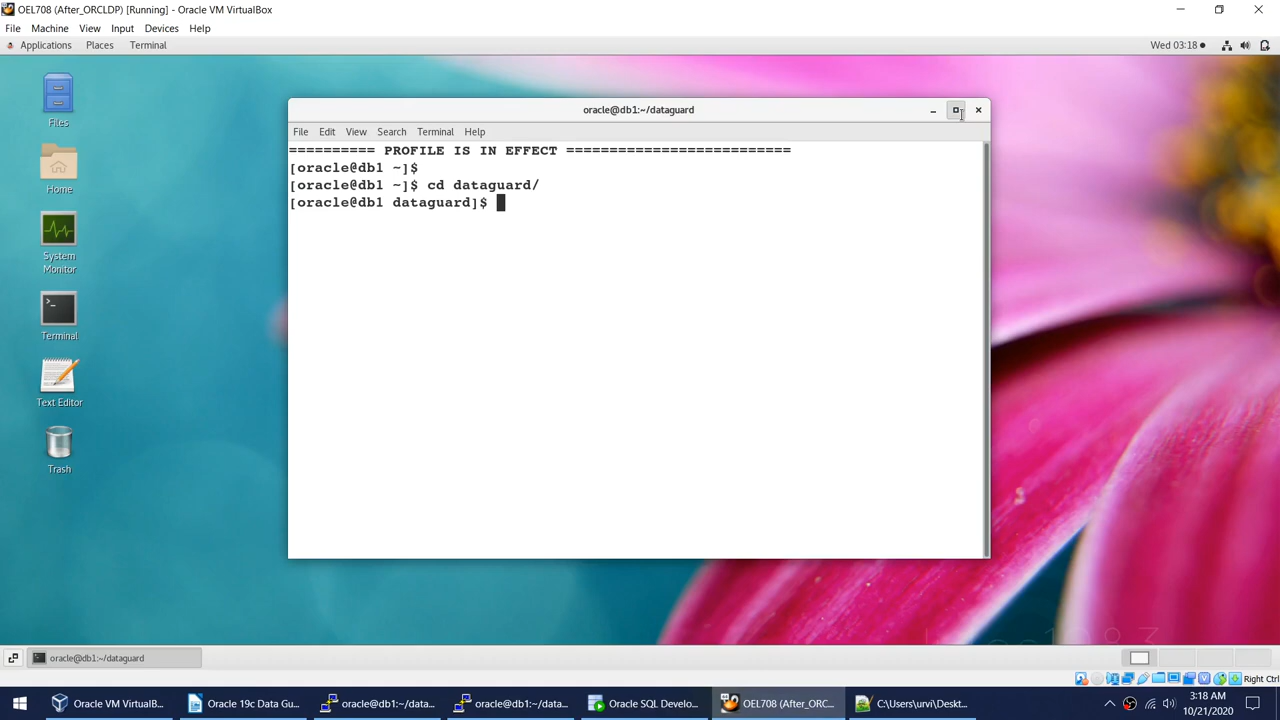 OEL708 (After_ORCLDP) [Running] - Oracle VM VirtualBox
File Machine View Input Devices Help
Applications Places Terminal Wed 03:18
Files
Home
System
Monitor
>_
Terminal
Text Editor
Trash
oracle@db1:~/dataguard
File Edit View Search Terminal Help
========== PROFILE IS IN EFFECT ==========================
[oracle@db1 ~]$
[oracle@db1 ~]$ cd dataguard/
[oracle@db1 dataguard]$
oracle@db1:~/dataguard
Right Ctrl
Oracle VM VirtualB... Oracle 19c Data Gu... oracle@db1:~/data... oracle@db1:~/data... Oracle SQL Develo... OEL708 (After_ORC... C:\Users\urvi\Deskt...
3:18 AM
10/21/2020